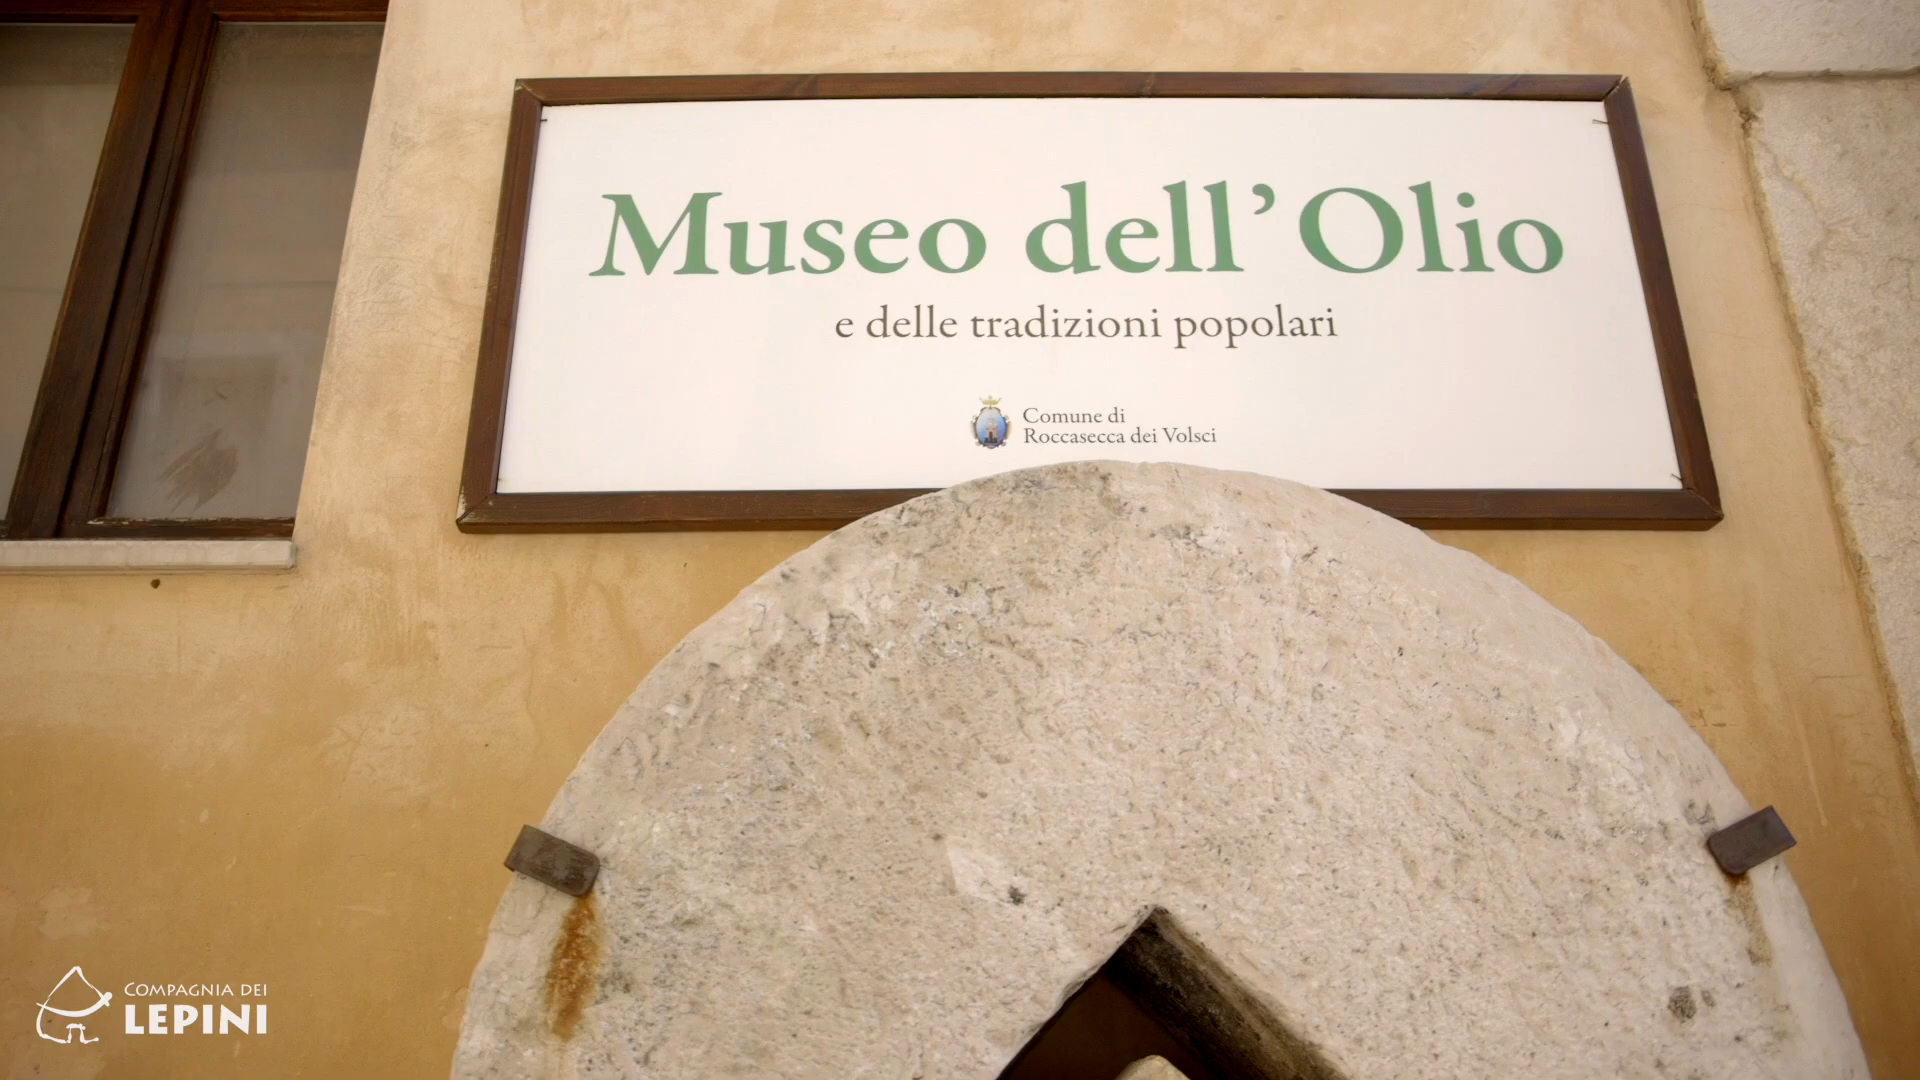 Museo dell'Olio
e delle tradizioni popolari
Comune di
Roccasecca dei Volsci
COMPAGNIA DEI
LEPINI